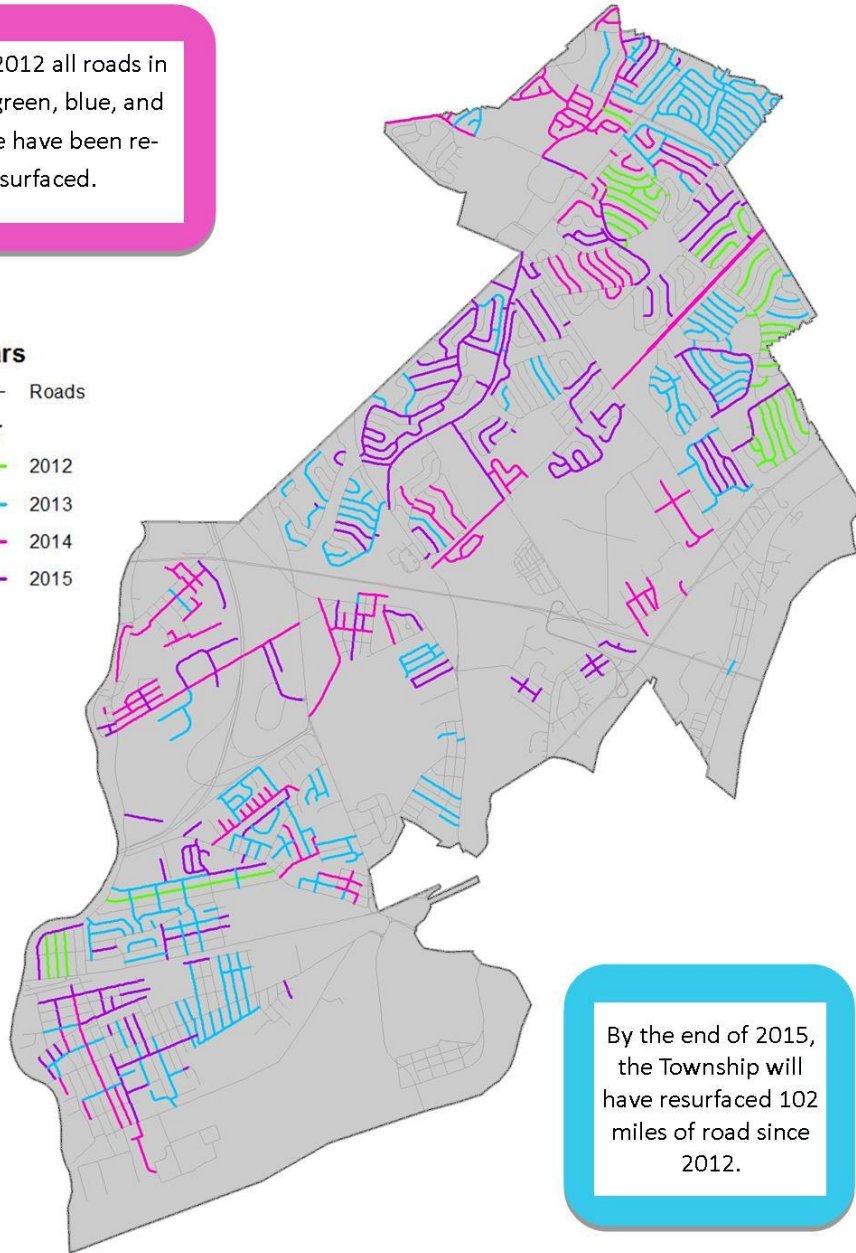 2012 all roads in
green, blue, and
e have been re-
surfaced.
ars
Roads
2012
2013
2014
2015
By the end of 2015,
the Township will
have resurfaced 102
miles of road since
2012.